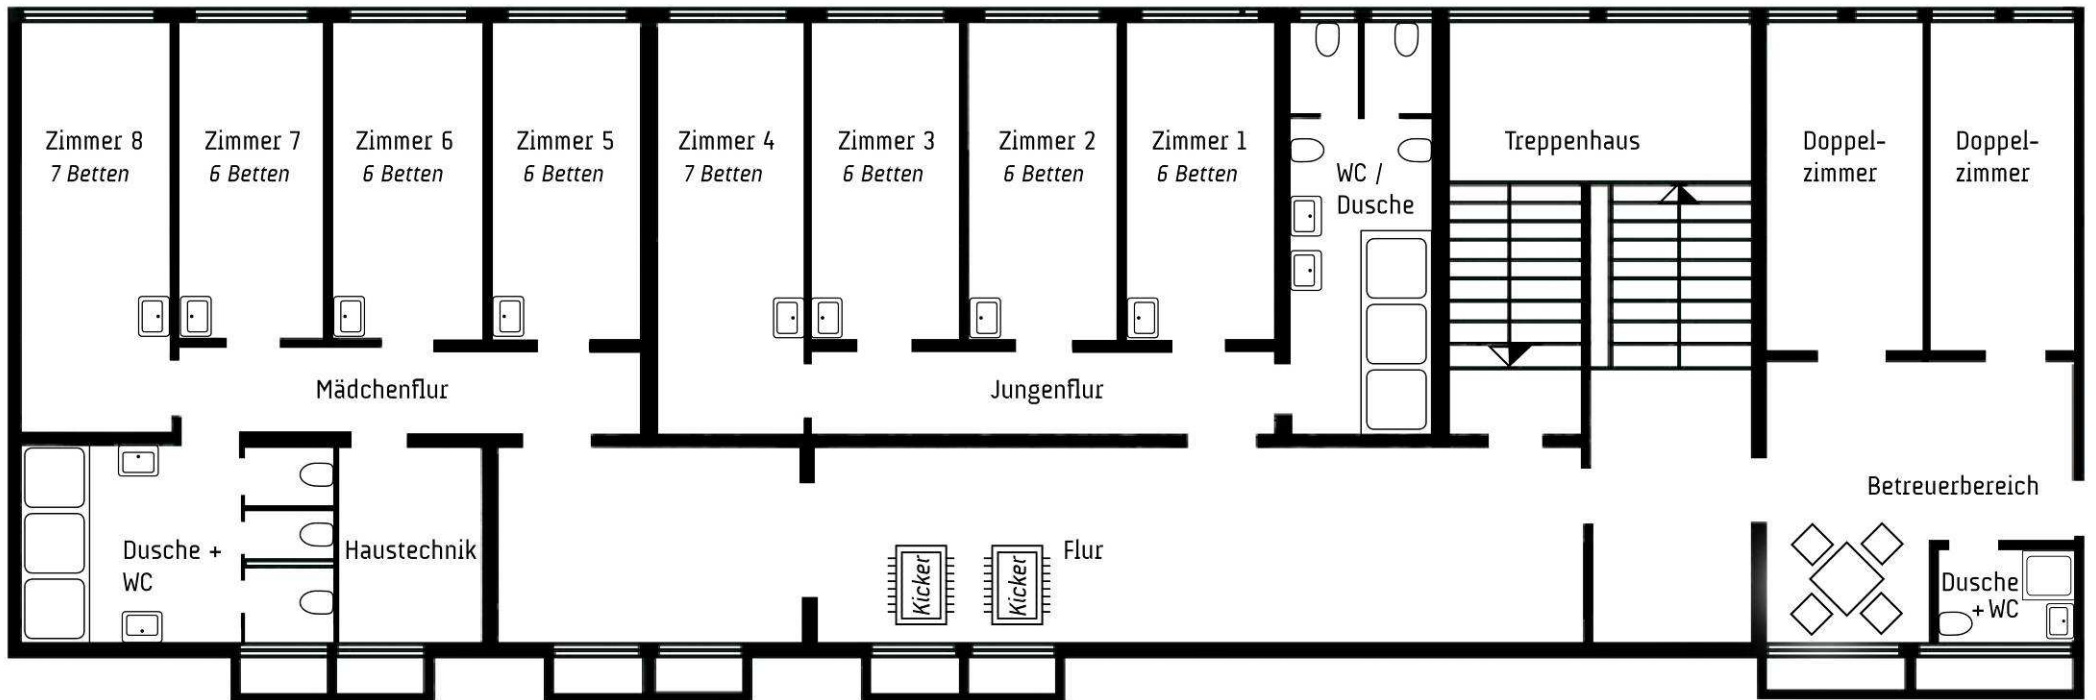 Zimmer 8
7 Betten
Zimmer 7
6 Betten
Zimmer 6
6 Betten
Zimmer 5
6 Betten
Zimmer 4
7 Betten
Zimmer 3
6 Betten
Zimmer 2
6 Betten
Zimmer 1
6 Betten
WC /
Dusche
Treppenhaus
Doppel-
zimmer
Doppel-
zimmer
Mädchenflur
Jungenflur
Betreuerbereich
Dusche +
WC
Haustechnik
Kicker
Kicker
Flur
Dusche
+ WC